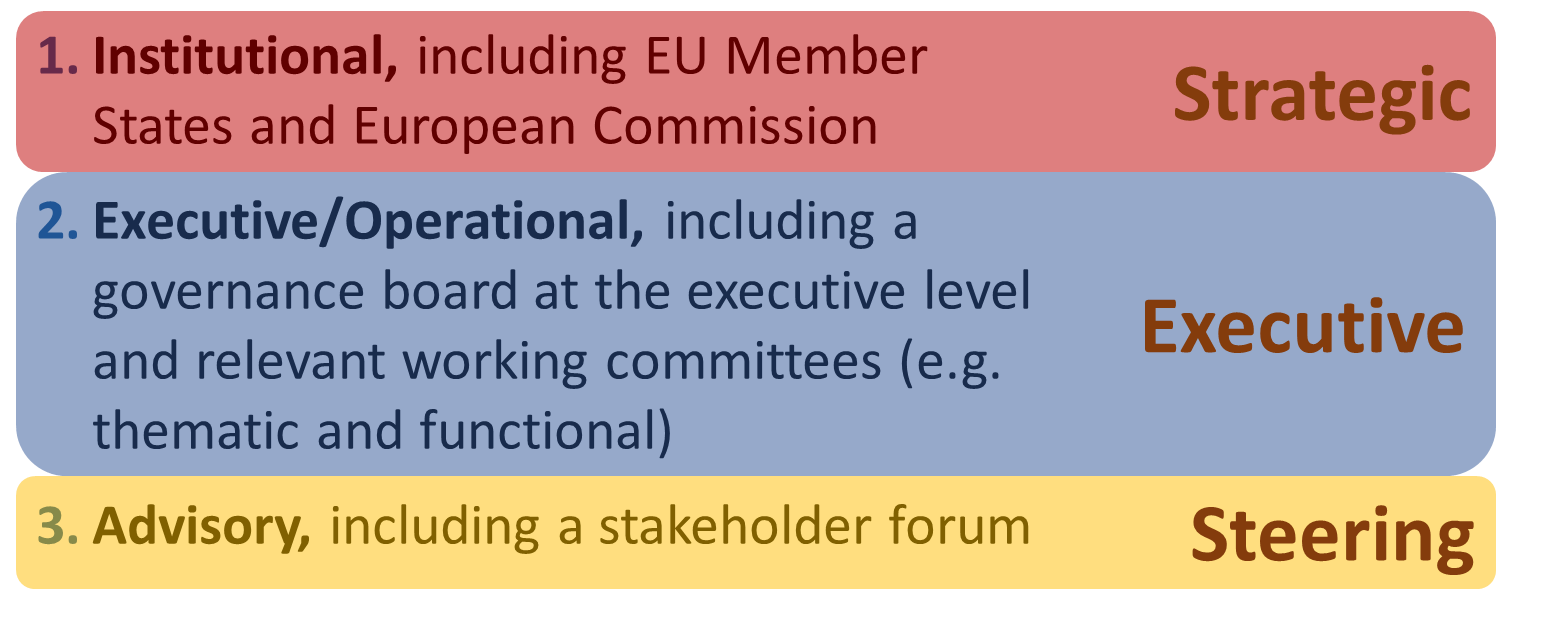 1. Institutional, including EU Member
States and European Commission
Strategic
2. Executive/Operational, including a
governance board at the executive level
and relevant working committees (e.g.
thematic and functional)
Executive
3. Advisory, including a stakeholder forum
Steering